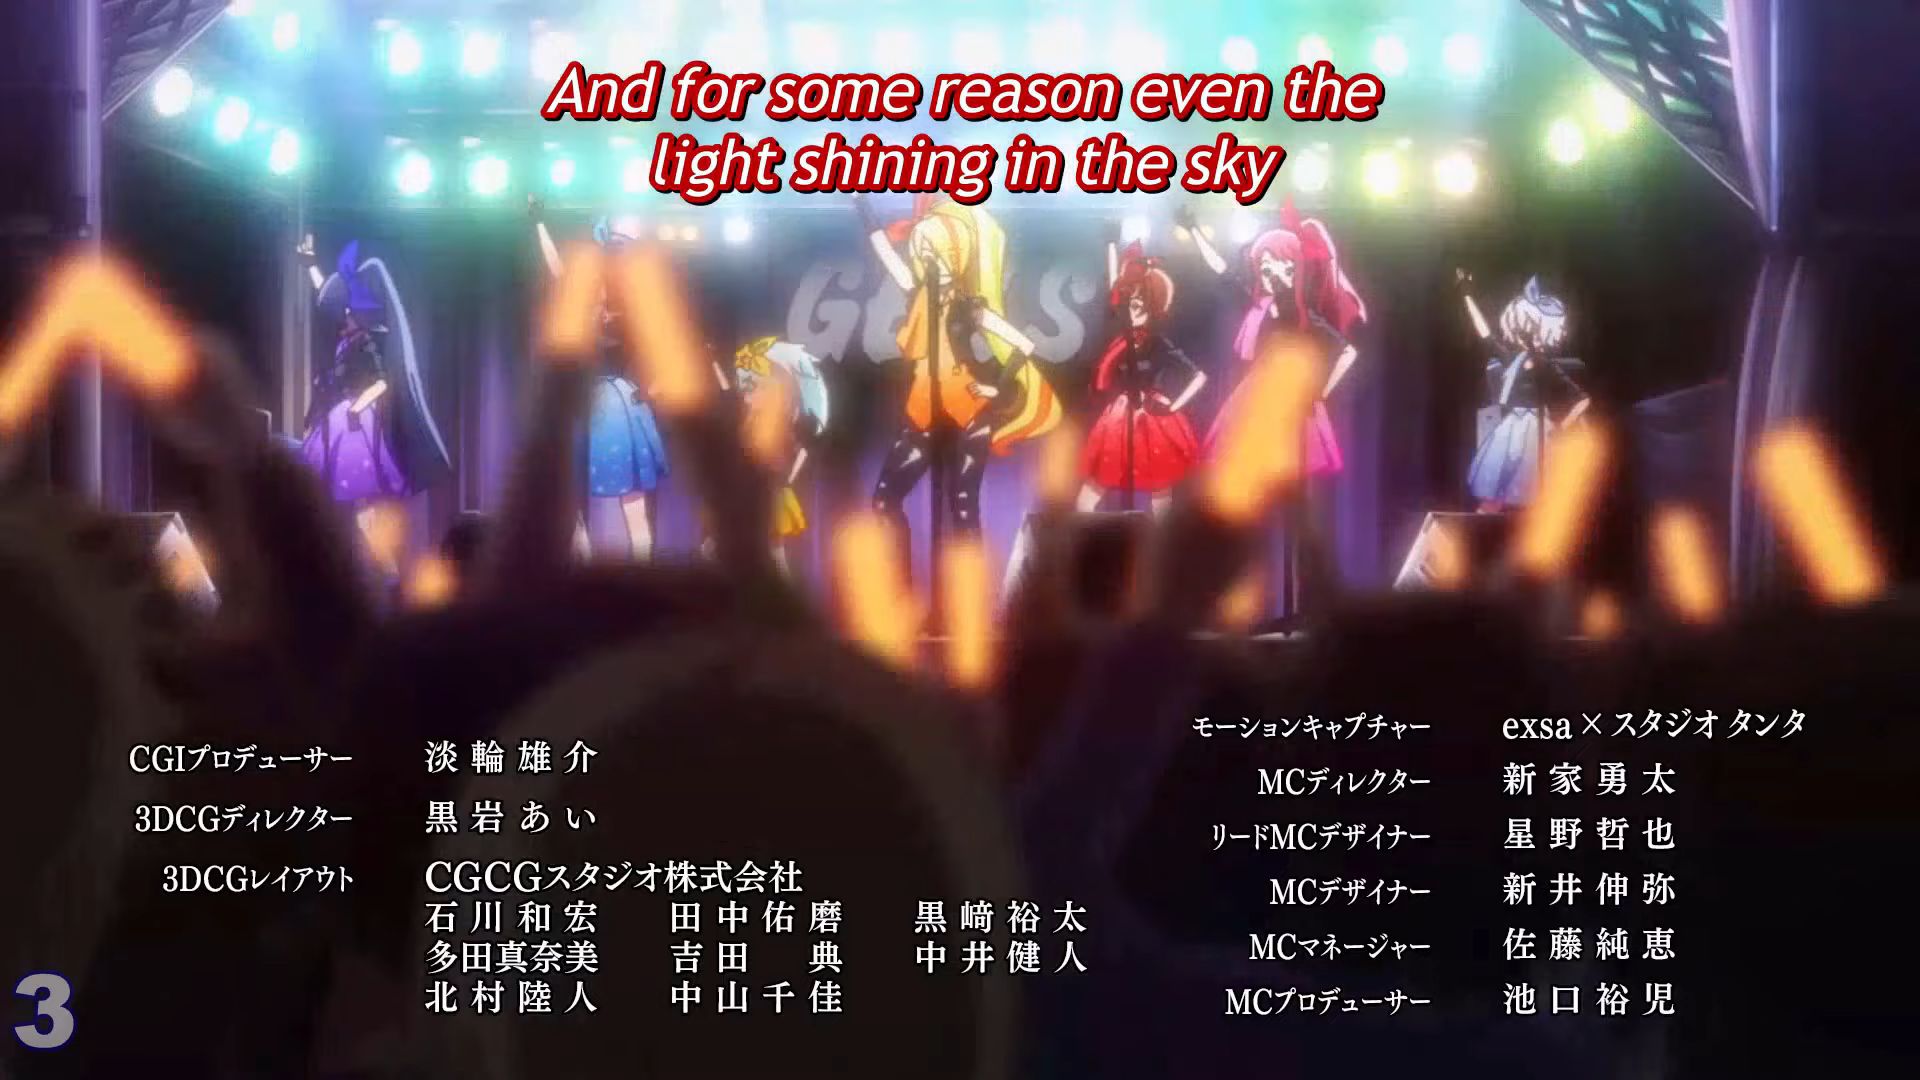 And for some reason even the
light shining in the sky
CGIプロデューサー 淡輪雄介
3DCGディレクター 黒岩あい
3DCGレイアウト CGCGスタジオ株式会社
石川和宏 田中佑磨 黒﨑裕太
多田真奈美 吉田典 中井健人
北村陸人 中山千佳
モーションキャプチャー exsa×スタジオ タンタ
MCディレクター 新家勇太
リードMCデザイナー 星野哲也
MCデザイナー 新井伸弥
MCマネージャー 佐藤純恵
MCプロデューサー 池口裕児
3